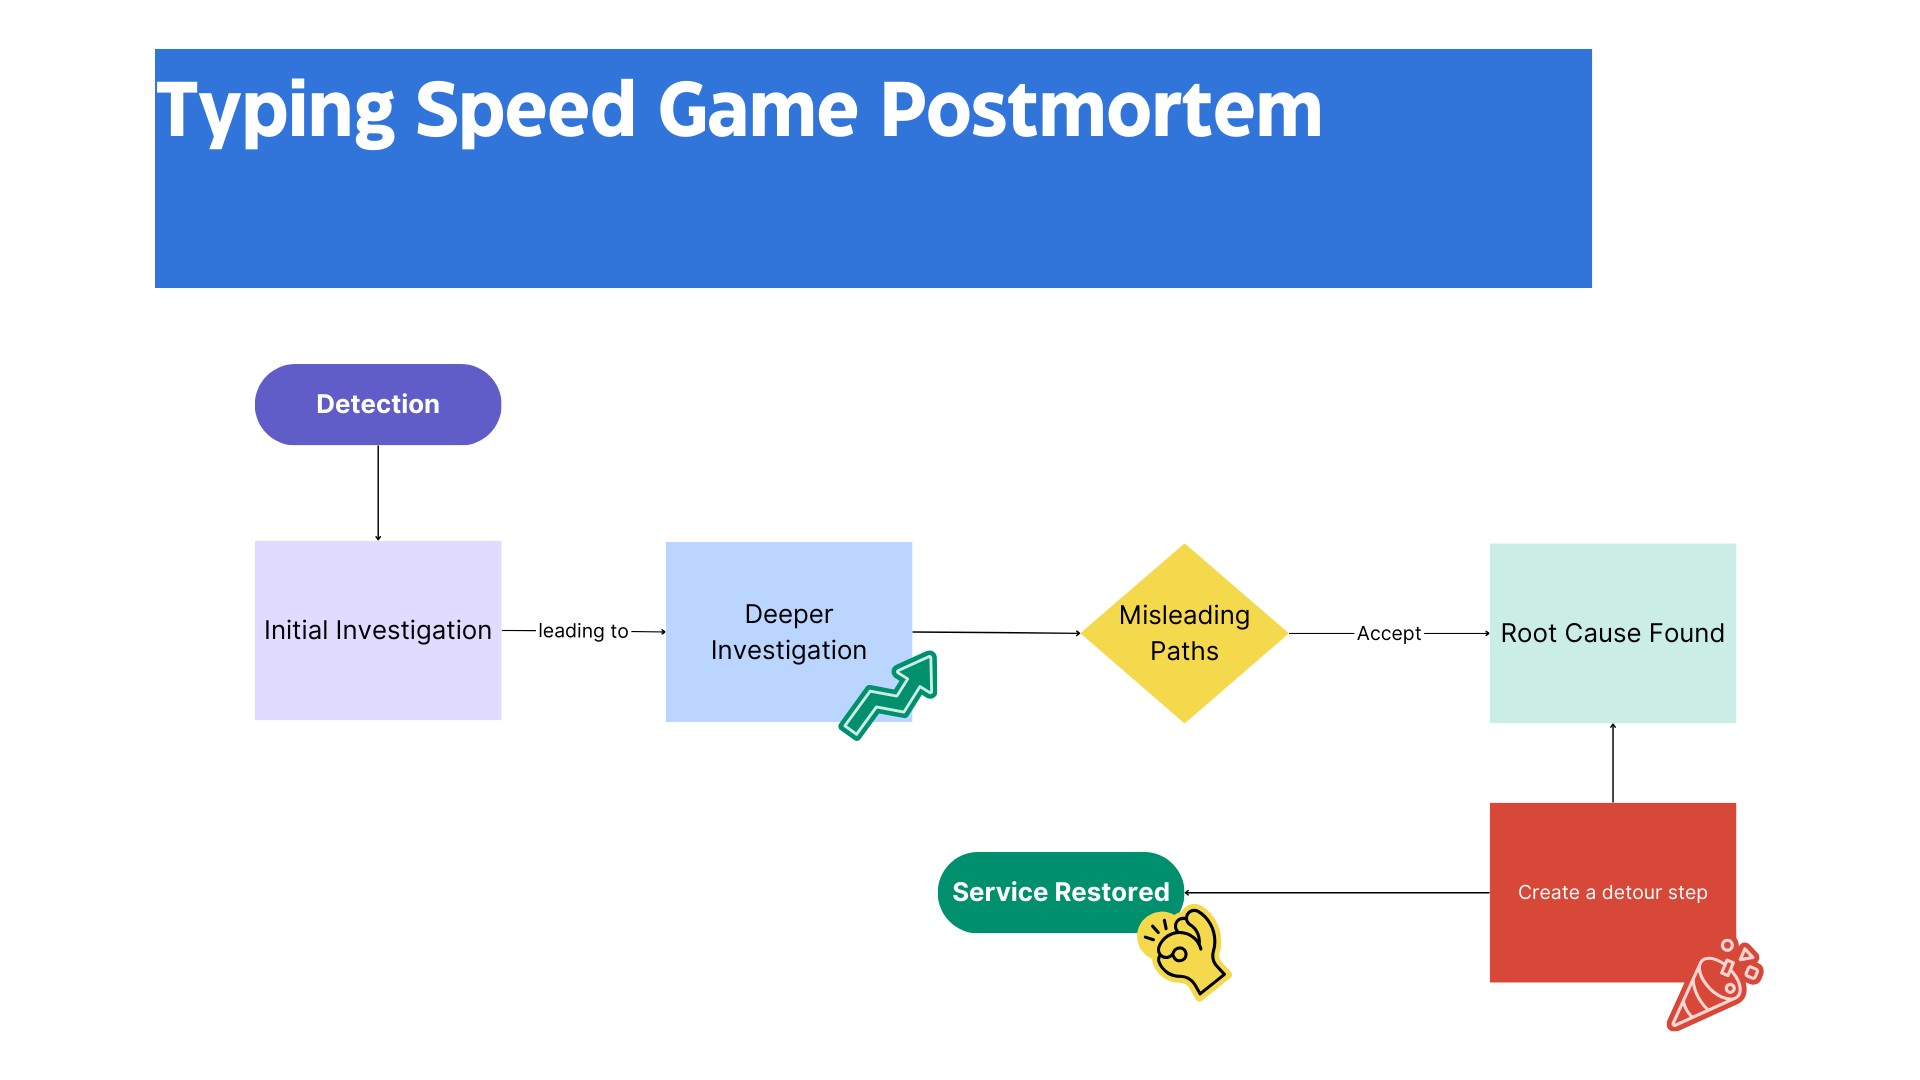 Typing Speed Game Postmortem
Detection
Initial Investigation
leading to
Deeper
Investigation
Misleading
Paths
Accept
Root Cause Found
Service Restored
Create a detour step